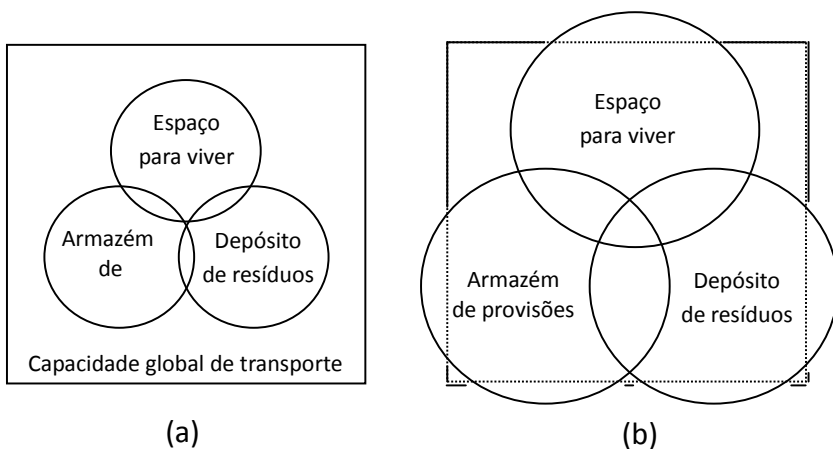 Espaço
para viver
Armazém
de
Depósito
de resíduos
Capacidade global de transporte
(a)
Espaço
para viver
Armazém
de provisões
Depósito
de resíduos
(b)